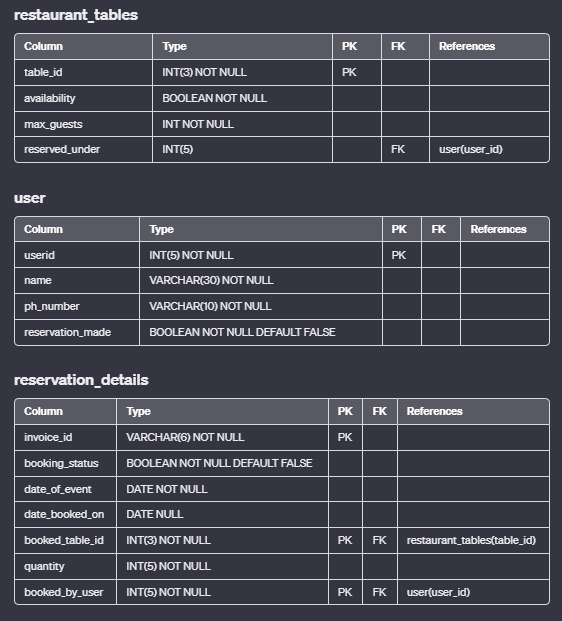 restaurant_tables
Column Type PK FK References
table_id INT(3) NOT NULL PK
availability BOOLEAN NOT NULL
max_guests INT NOT NULL
reserved_under INT(5) FK user(user_id)
user
Column Type PK FK References
userid INT(5) NOT NULL PK
name VARCHAR(30) NOT NULL
ph_number VARCHAR(10) NOT NULL
reservation_made BOOLEAN NOT NULL DEFAULT FALSE
reservation_details
Column Type PK FK References
invoice_id VARCHAR(6) NOT NULL PK
booking_status BOOLEAN NOT NULL DEFAULT FALSE
date_of_event DATE NOT NULL
date_booked_on DATE NULL
booked_table_id INT(3) NOT NULL PK FK restaurant_tables(table_id)
quantity INT(5) NOT NULL
booked_by_user INT(5) NOT NULL PK FK user(user_id)